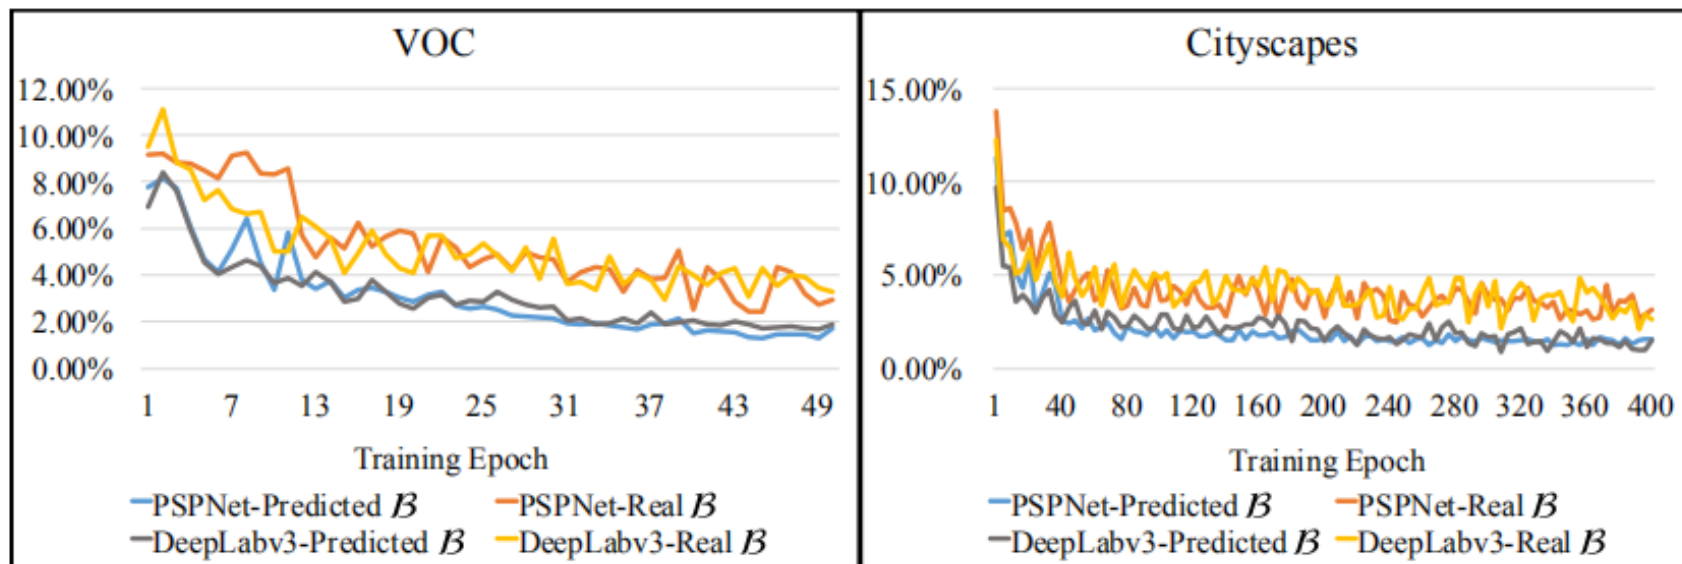 VOC
12.00%
10.00%
8.00%
6.00%
4.00%
2.00%
0.00%
1 7 13 19 25 31 37 43 49
Training Epoch
PSPNet-Predicted ℬ PSPNet-Real ℬ
DeepLabv3-Predicted ℬ DeepLabv3-Real ℬ
Cityscapes
15.00%
10.00%
5.00%
0.00%
1 40 80 120 160 200 240 280 320 360 400
Training Epoch
PSPNet-Predicted ℬ PSPNet-Real ℬ
DeepLabv3-Predicted ℬ DeepLabv3-Real ℬ